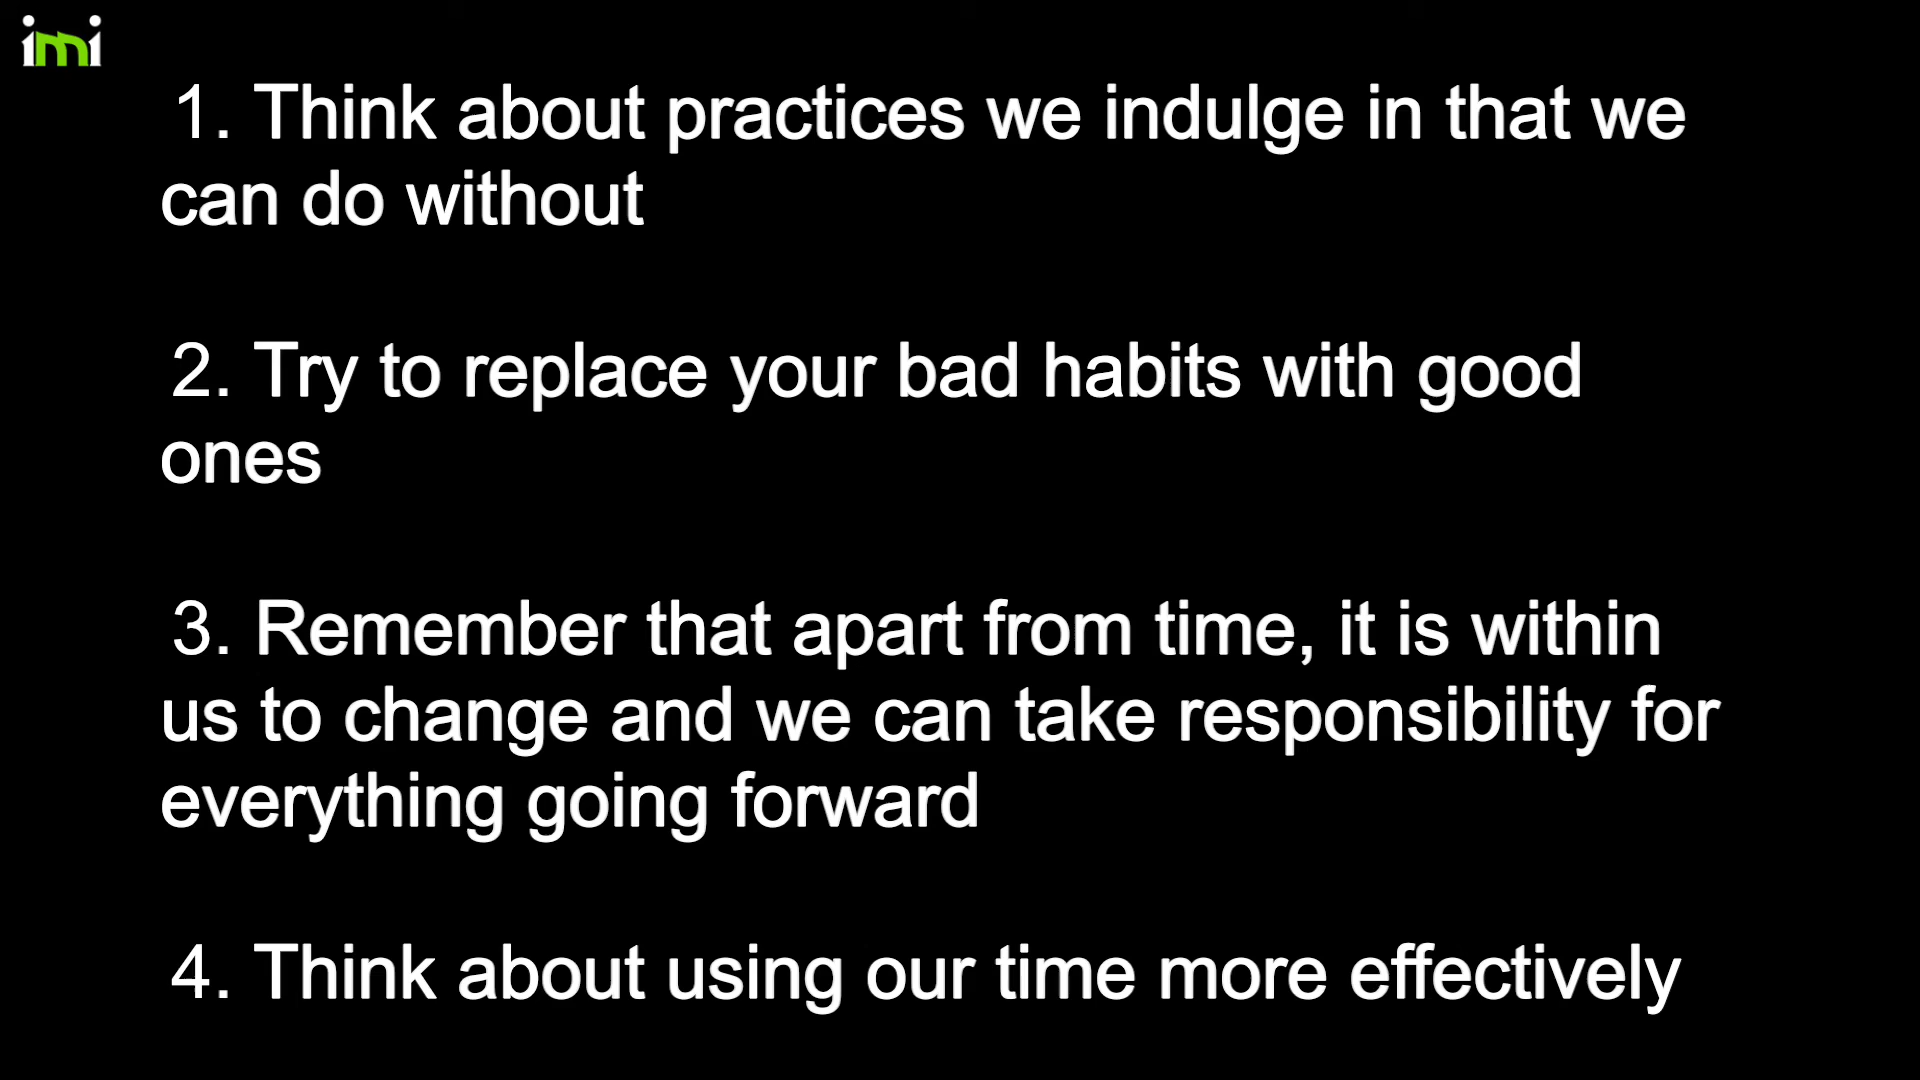 imi
1. Think about practices we indulge in that we
can do without
2. Try to replace your bad habits with good
ones
3. Remember that apart from time, it is within
us to change and we can take responsibility for
everything going forward
4. Think about using our time more effectively